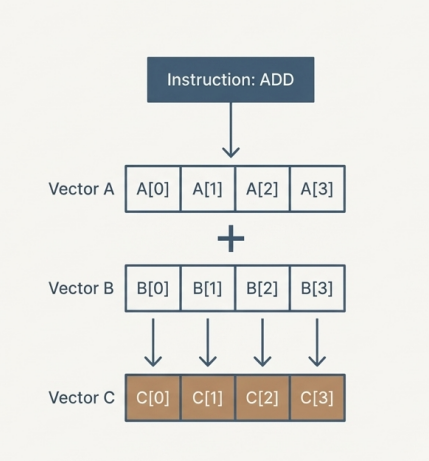 Instruction: ADD
Vector A A[0] A[1] A[2] A[3]
+
Vector B B[0] B[1] B[2] B[3]
Vector C C[0] C[1] C[2] C[3]